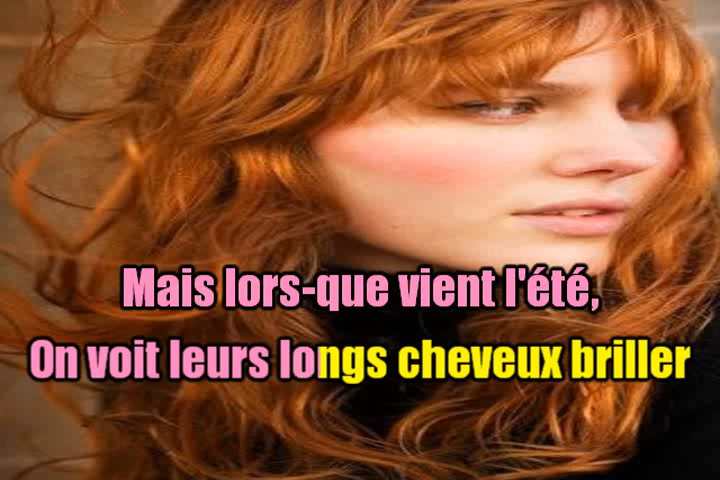 Mais lors-que vient l'été,
On voit leurs longs cheveux briller